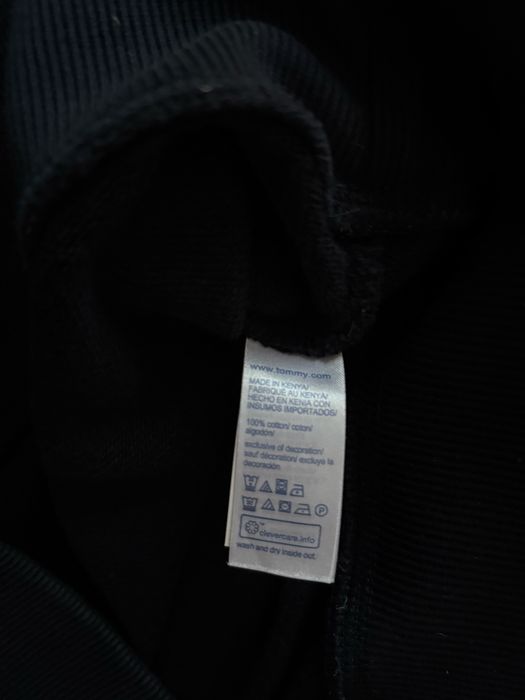 www.tommy.com
MADE IN KENYA/
FABRIQUE AU KENYA/
HECHO EN KENIA CON
INSUMOS IMPORTADOS/
100% cotton/ coton/
algodón/
exclusive of decoration/
sauf décoration/ excluye la
decoración
P
clevercare.info
wash and dry inside out.